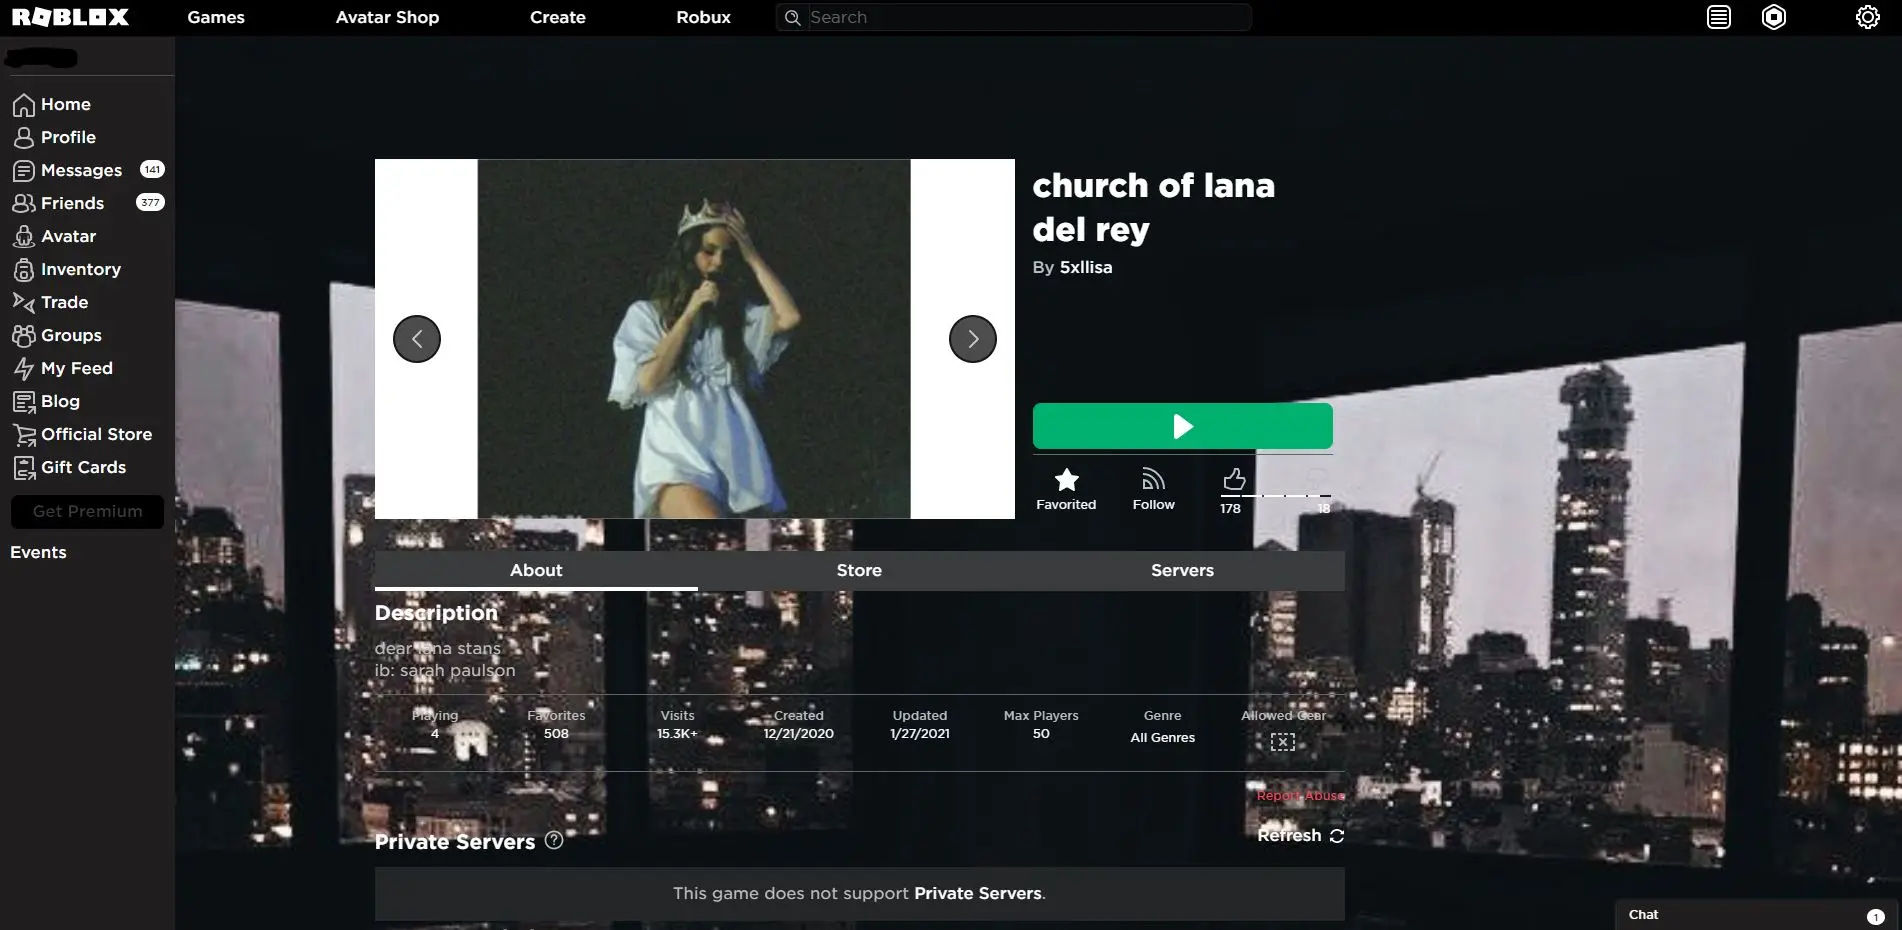 ROBLOX
Games
Avatar Shop
Create
Robux
Search
Home
Profile
Messages 141
Friends 377
Avatar
Inventory
Trade
Groups
My Feed
Blog
Official Store
Gift Cards
Get Premium
Events
church of lana
del rey
By 5xllisa
Favorited
Follow
178
18
About
Store
Servers
Description
dear lana stans
ib: sarah paulson
Playing
4
Favorites
508
Visits
15.3K+
Created
12/21/2020
Updated
1/27/2021
Max Players
50
Genre
All Genres
Allowed Gear
Report Abuse
Private Servers
Refresh
This game does not support Private Servers.
Chat
1